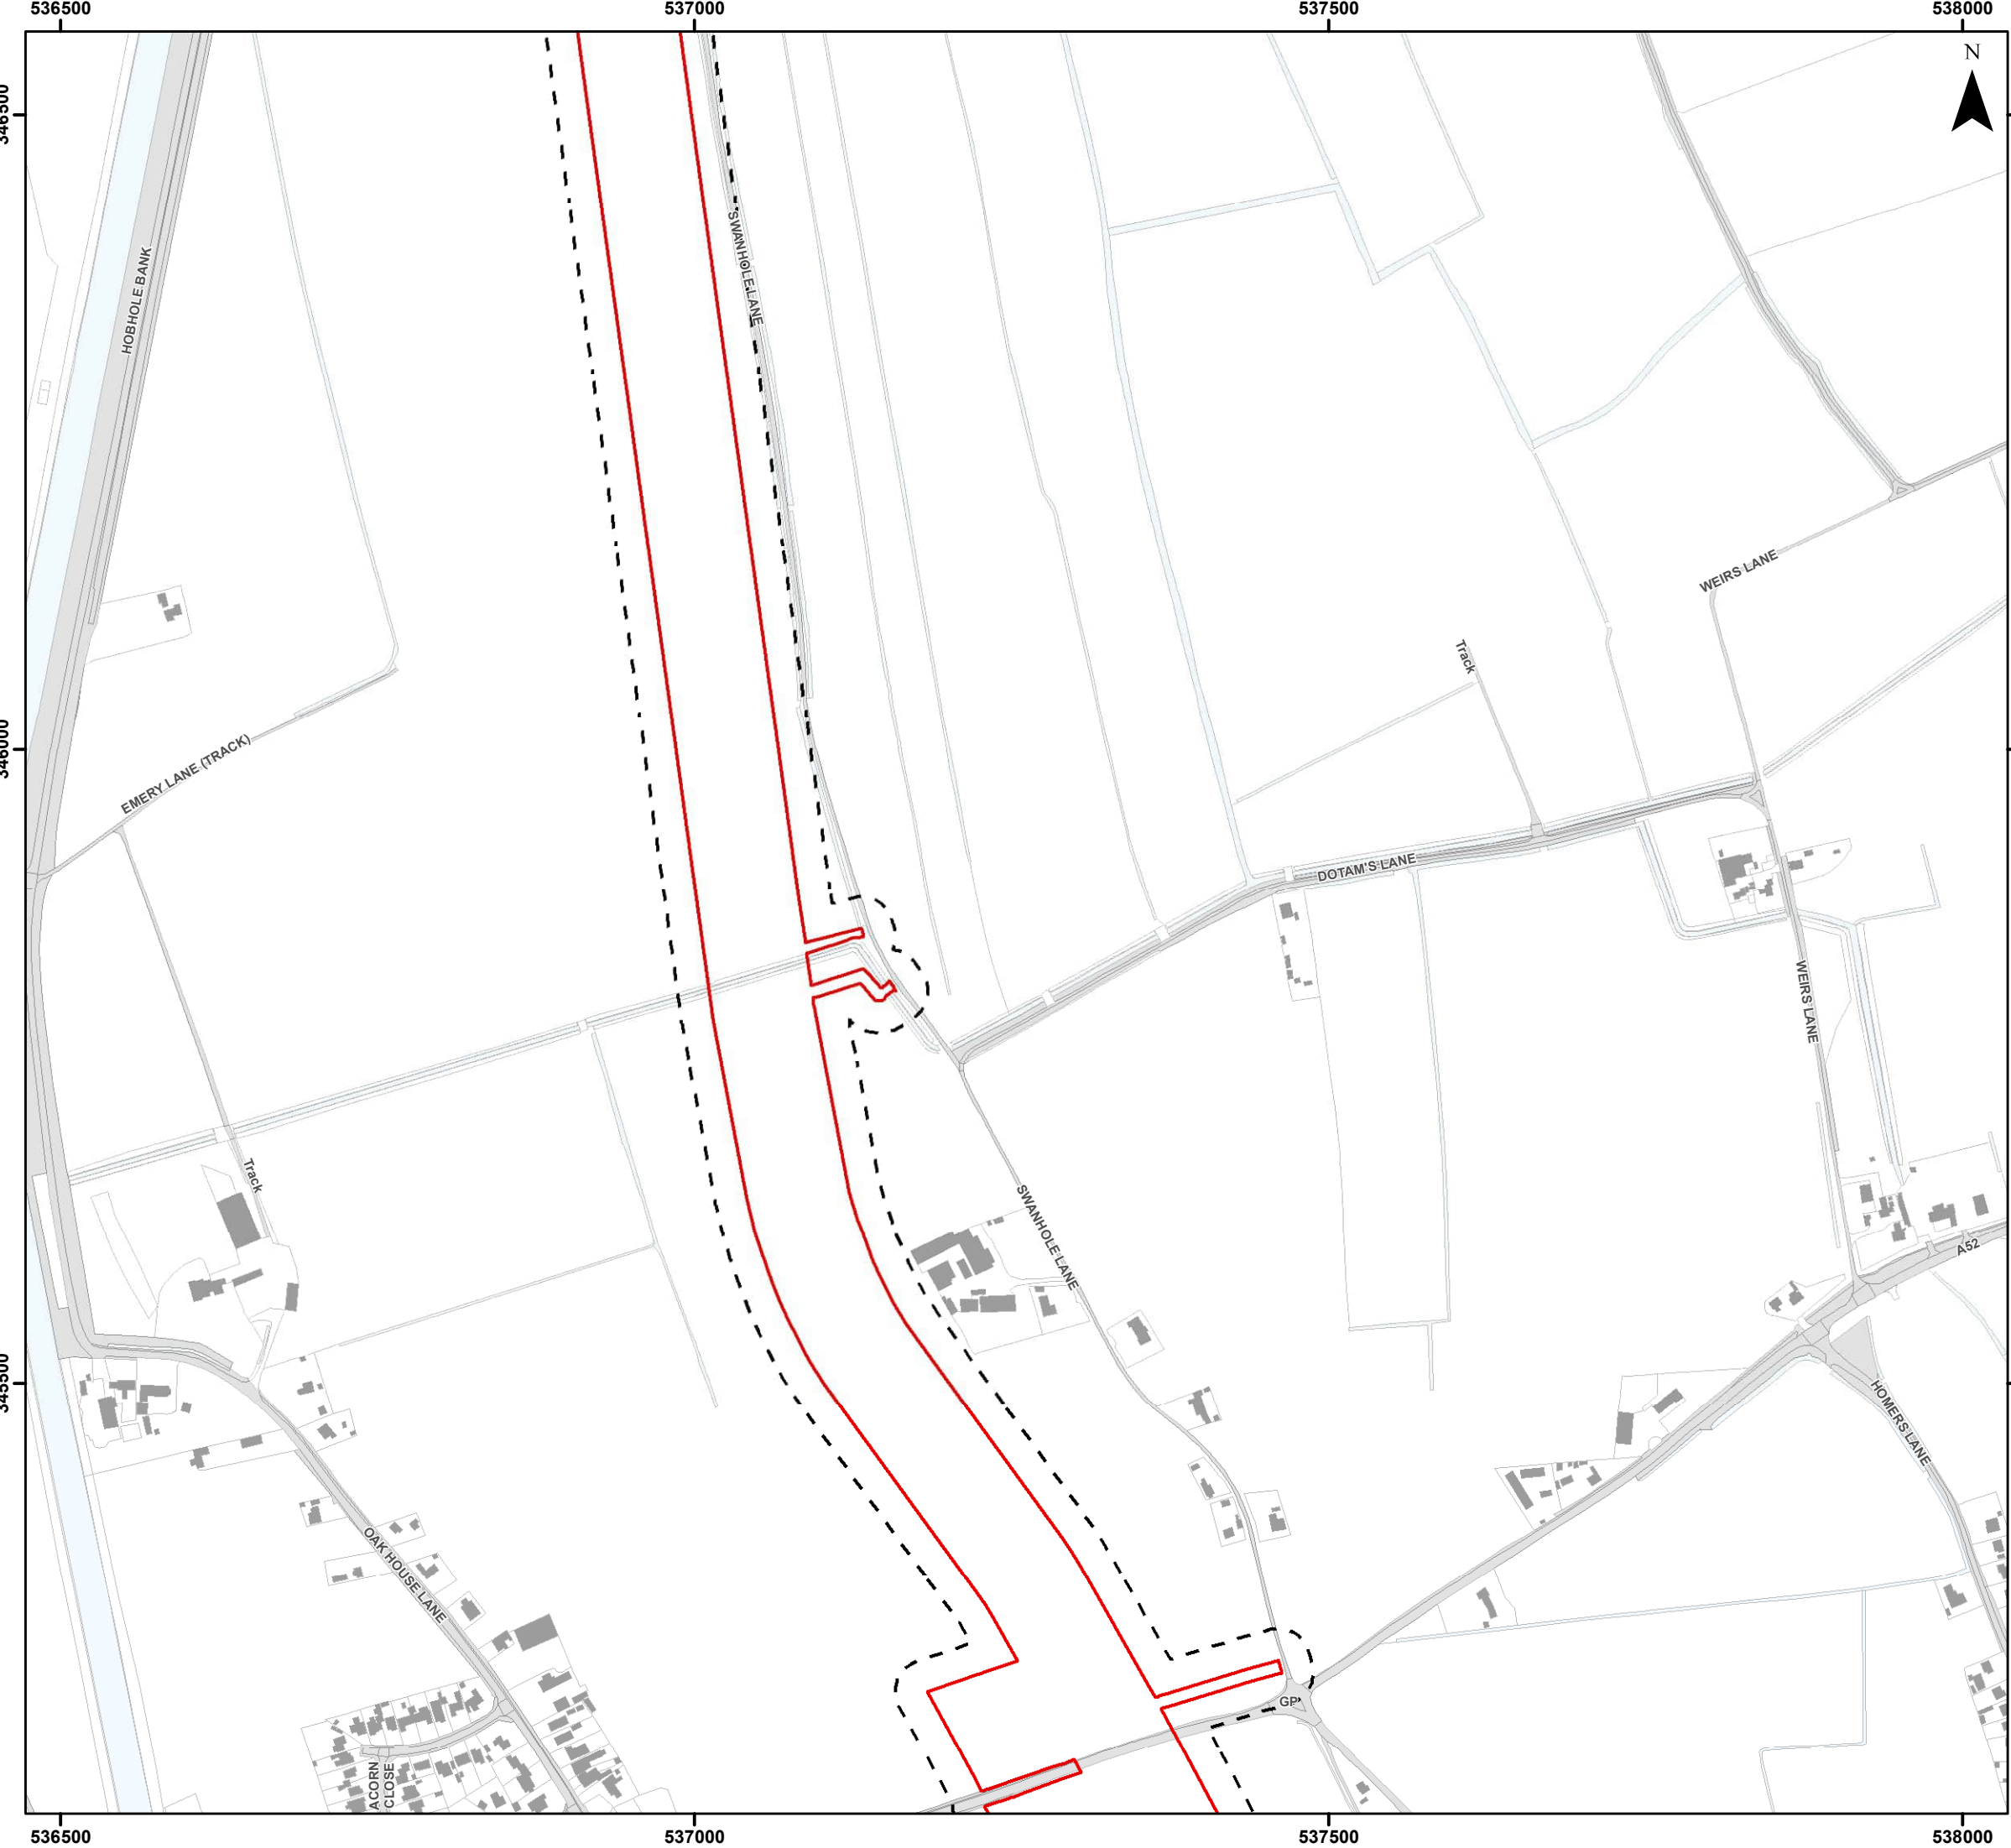 536500
537000
537500
538000
N
346500
HOBHOLE BANK
SWANHOLE LANE
WEIRS LANE
Track
346000
EMERY LANE (TRACK)
DOTAM'S LANE
WEIRS LANE
Track
SWANHOLE LANE
A52
345500
HOMERS LANE
OAK HOUSE LANE
GP
ACORN
CLOSE
536500
537000
537500
538000